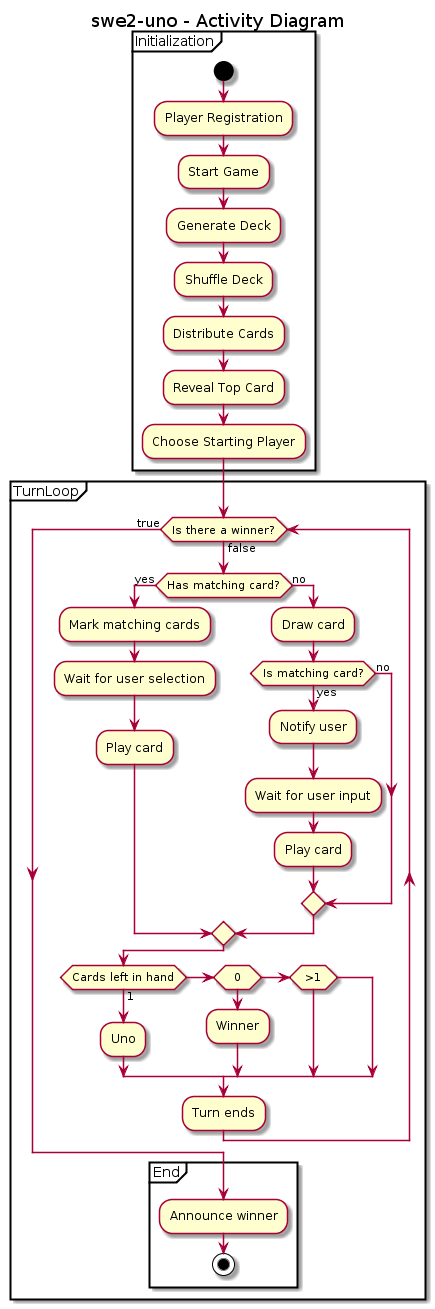 swe2-uno - Activity Diagram
Initialization
Player Registration
Start Game
Generate Deck
Shuffle Deck
Distribute Cards
Reveal Top Card
Choose Starting Player
TurnLoop
true
Is there a winner?
false
yes
Has matching card?
no
Mark matching cards
Wait for user selection
Play card
Draw card
Is matching card?
no
yes
Notify user
Wait for user input
Play card
Cards left in hand
0
>1
1
Uno
Winner
Turn ends
End
Announce winner